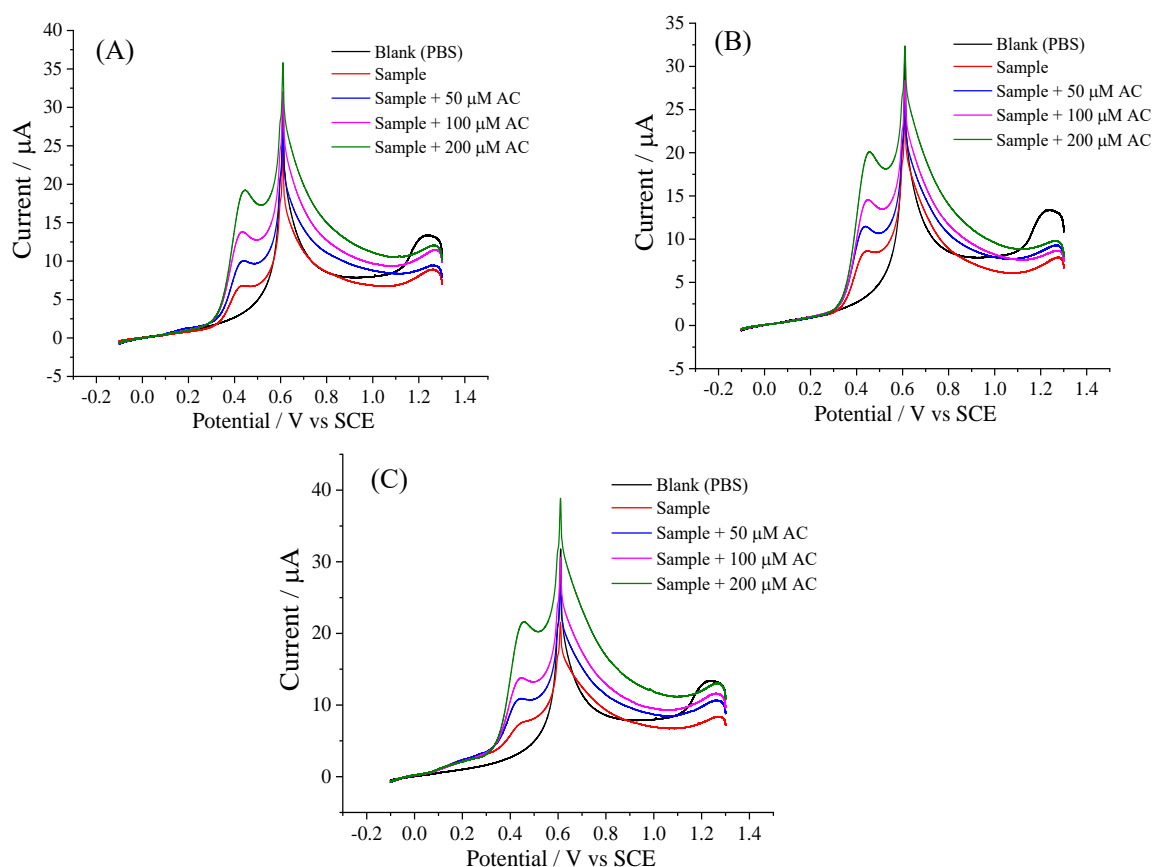 (A)
Blank (PBS)
Sample
Sample + 50 μM AC
Sample + 100 μM AC
Sample + 200 μM AC
40
35
30
25
20
15
10
5
0
-5
Current / μA
-0.2 0.0 0.2 0.4 0.6 0.8 1.0 1.2 1.4
Potential / V vs SCE
(B)
Blank (PBS)
Sample
Sample + 50 μM AC
Sample + 100 μM AC
Sample + 200 μM AC
35
30
25
20
15
10
5
0
-5
Current / μA
-0.2 0.0 0.2 0.4 0.6 0.8 1.0 1.2 1.4
Potential / V vs SCE
(C)
Blank (PBS)
Sample
Sample + 50 μM AC
Sample + 100 μM AC
Sample + 200 μM AC
40
30
20
10
0
Current / μA
-0.2 0.0 0.2 0.4 0.6 0.8 1.0 1.2 1.4
Potential / V vs SCE